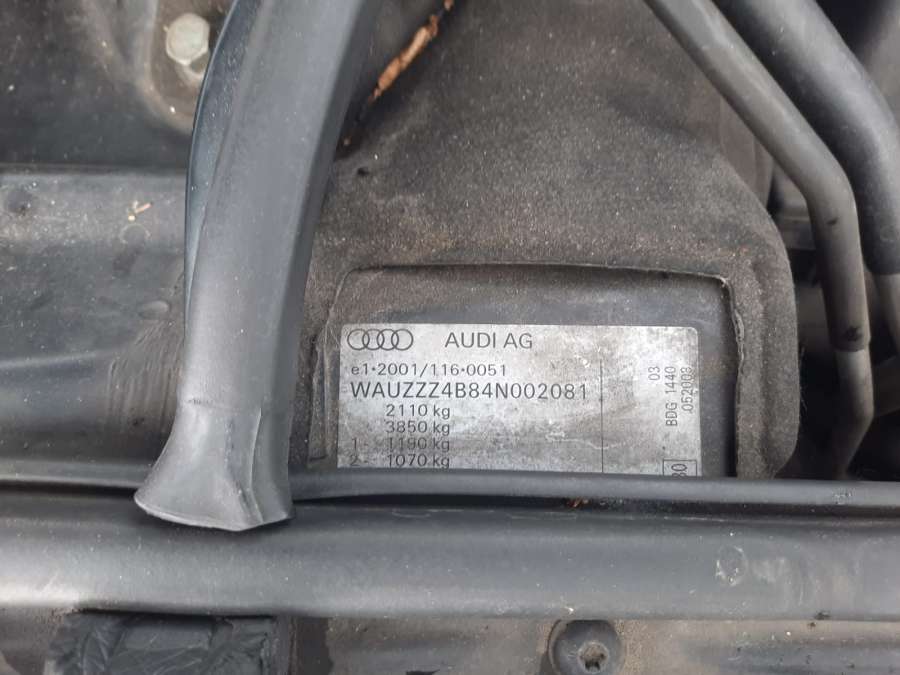 AUDI AG
e1*2001/116*0051
WAUZZZ4B84N002081
2110 kg
3850 kg
1- 1190 kg
2- 1070 kg
03
BDG 1440